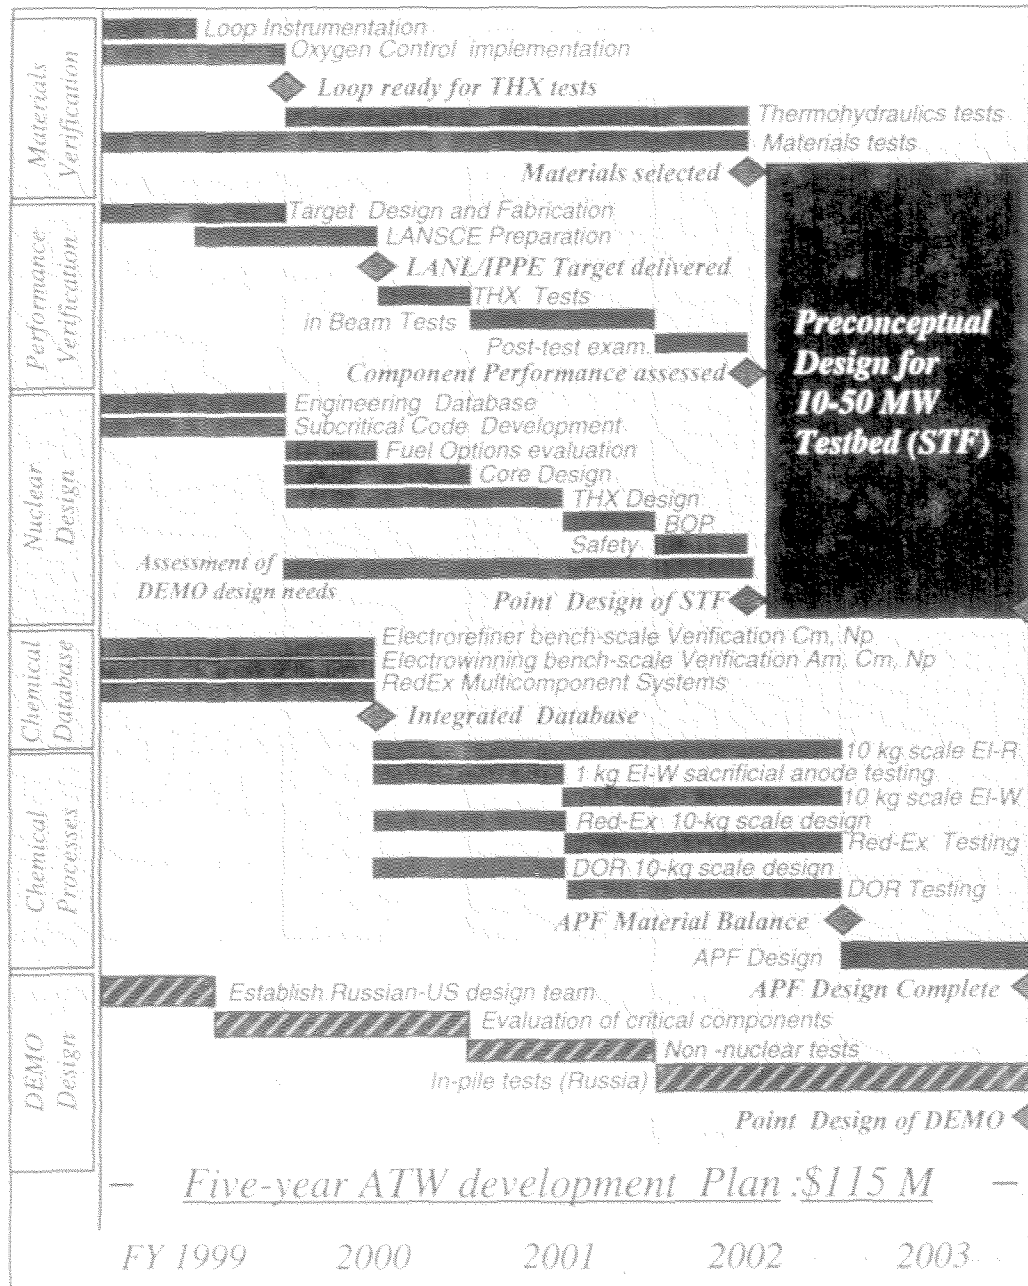 Materials
Verification
Loop Instrumentation
Oxygen Control implementation
Loop ready for THX tests
Thermohydraulics tests
Materials tests
Materials selected
Performance
Verification
Target Design and Fabrication
LANSCE Preparation
LANL/IPPE Target delivered
THX Tests
in Beam Tests
Post-test exam.
Component Performance assessed
Preconceptual
Design for
10-50 MW
Testbed (STF)
Nuclear
Design
Engineering Database
Subcritical Code Development
Fuel Options evaluation
Core Design
THX Design
BOP
Safety
Assessment of
DEMO design needs
Point Design of STF
Chemical
Database
Electrorefiner bench-scale Verification Cm, Np
Electrowinning bench-scale Verification Am, Cm, Np
RedEx Multicomponent Systems
Integrated Database
Chemical
Processes
10 kg scale El-R
1 kg El-W sacrificial anode testing
10 kg scale El-W
Red-Ex 10-kg scale design
Red-Ex Testing
DOR 10-kg scale design
DOR Testing
APF Material Balance
APF Design
APF Design Complete
DEMO
Design
Establish Russian-US design team
Evaluation of critical components
Non -nuclear tests
In-pile tests (Russia)
Point Design of DEMO
– Five-year ATW development Plan :$115 M –
FY 1999 2000 2001 2002 2003